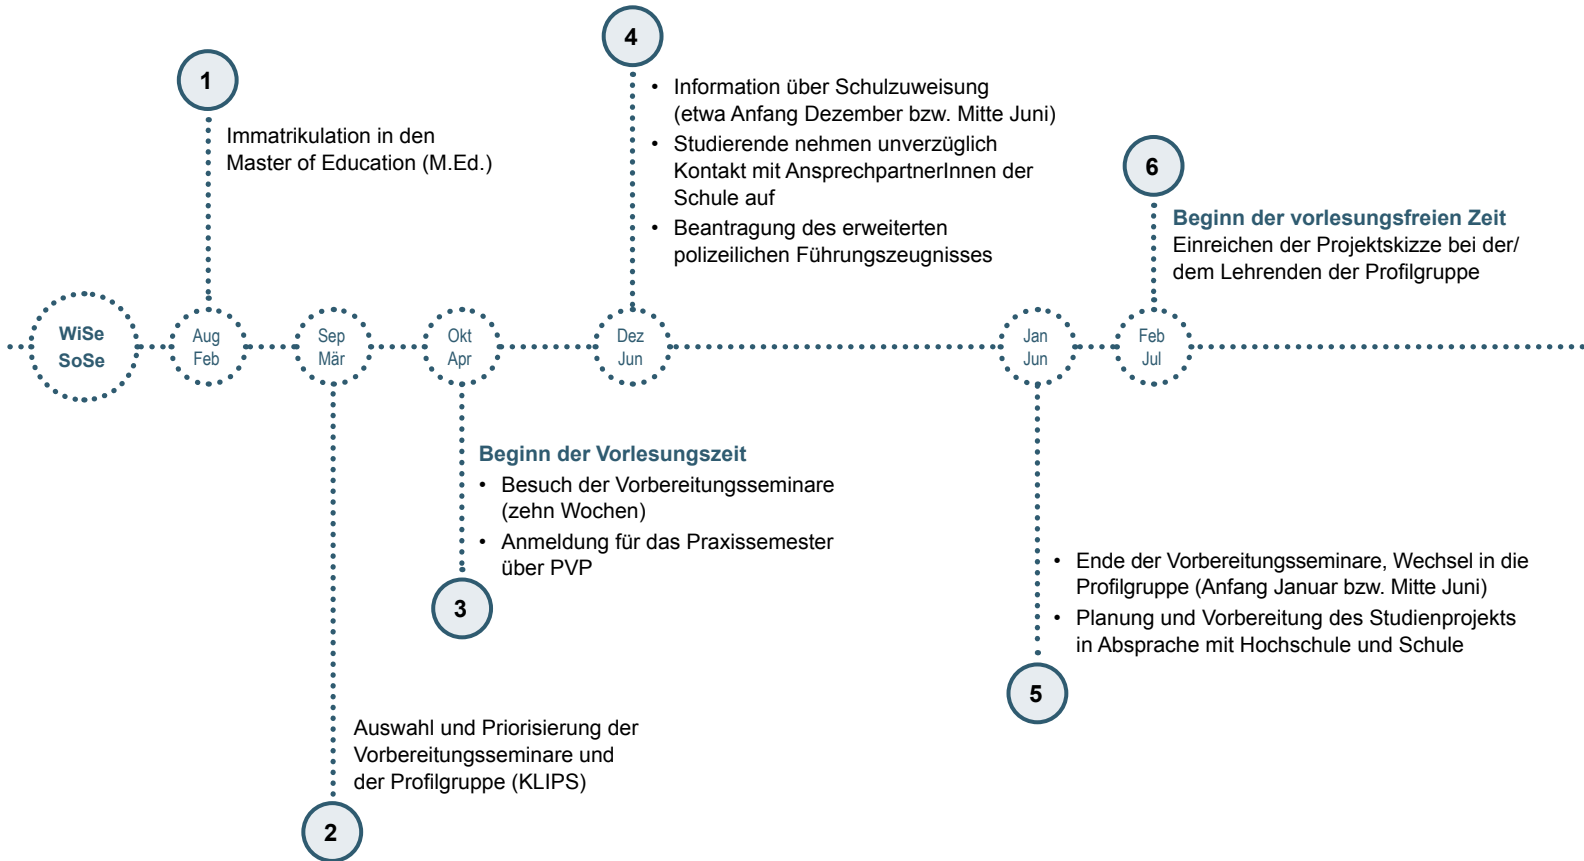 1
Immatrikulation in den
Master of Education (M.Ed.)
4
• Information über Schulzuweisung
(etwa Anfang Dezember bzw. Mitte Juni)
• Studierende nehmen unverzüglich
Kontakt mit AnsprechpartnerInnen der
Schule auf
• Beantragung des erweiterten
polizeilichen Führungszeugnisses
6
Beginn der vorlesungsfreien Zeit
Einreichen der Projektskizze bei der/
dem Lehrenden der Profilgruppe
WiSe
SoSe
Aug
Feb
Sep
Mär
Okt
Apr
Dez
Jun
Jan
Jun
Feb
Jul
Beginn der Vorlesungszeit
• Besuch der Vorbereitungsseminare
(zehn Wochen)
• Anmeldung für das Praxissemester
über PVP
3
• Ende der Vorbereitungsseminare, Wechsel in die
Profilgruppe (Anfang Januar bzw. Mitte Juni)
• Planung und Vorbereitung des Studienprojekts
in Absprache mit Hochschule und Schule
5
Auswahl und Priorisierung der
Vorbereitungsseminare und
der Profilgruppe (KLIPS)
2